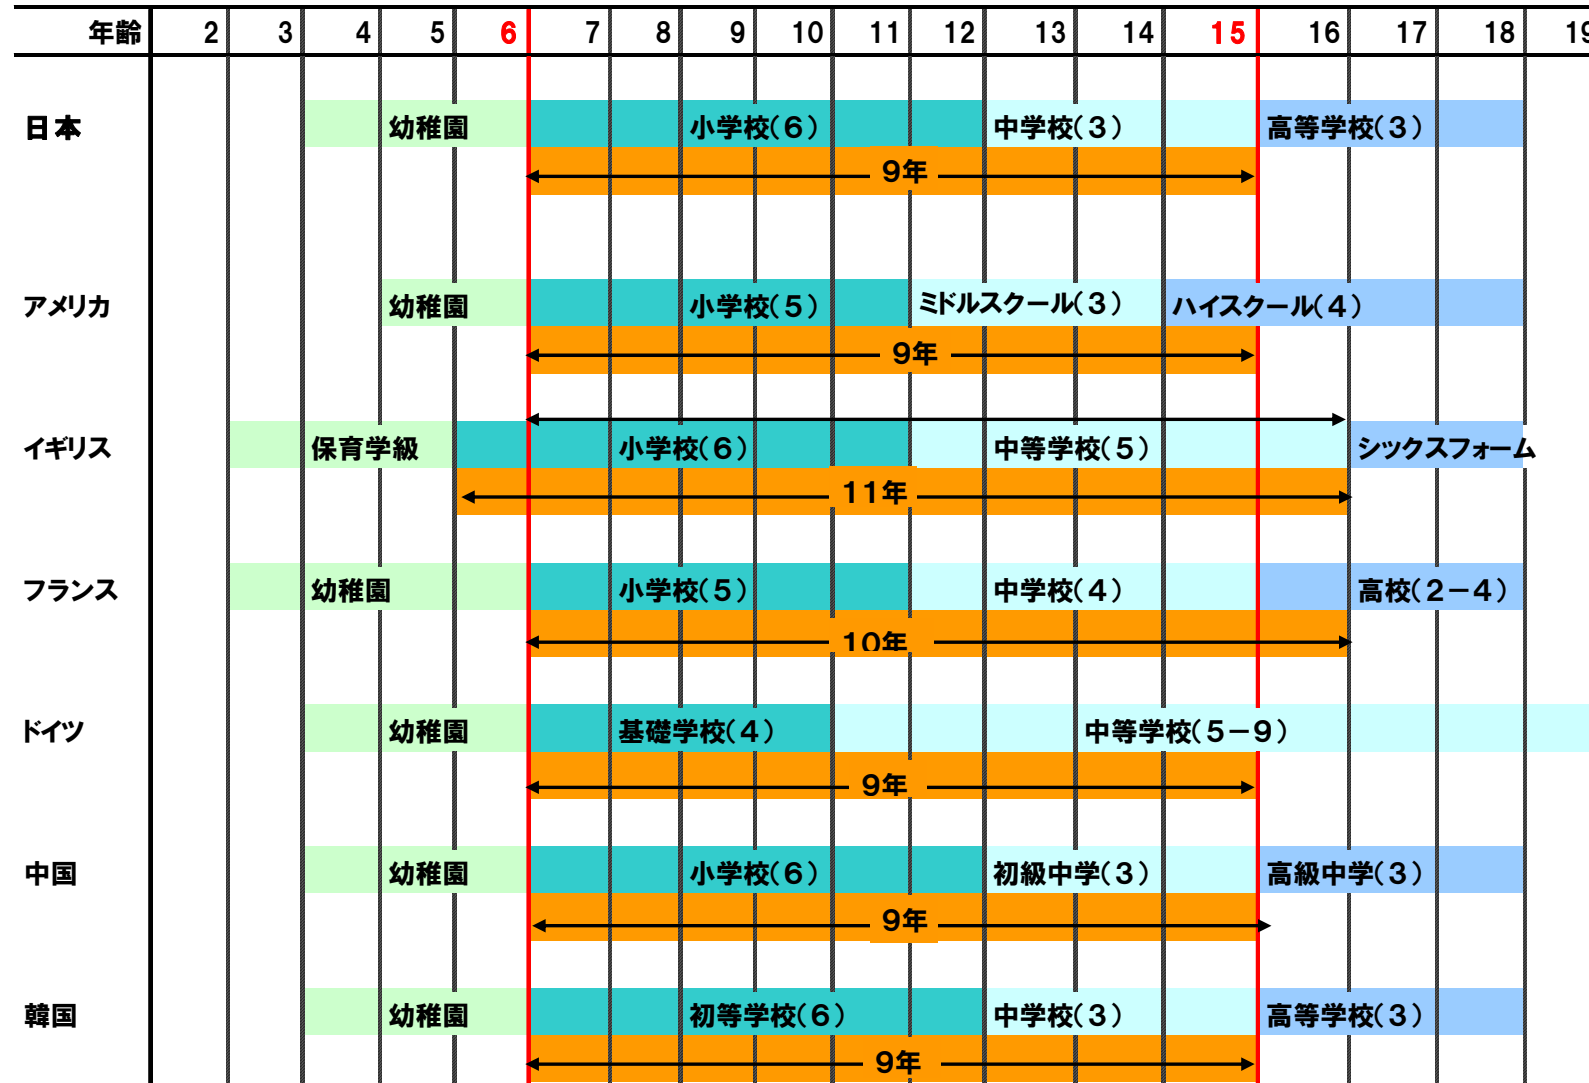 年齢 2 3 4 5 6 7 8 9 10 11 12 13 14 15 16 17 18 19
日本 幼稚園 小学校(6) 中学校(3) 高等学校(3)
9年
アメリカ 幼稚園 小学校(5) ミドルスクール(3) ハイスクール(4)
9年
イギリス 保育学級 小学校(6) 中等学校(5) シックスフォーム
11年
フランス 幼稚園 小学校(5) 中学校(4) 高校(2-4)
10年
ドイツ 幼稚園 基礎学校(4) 中等学校(5-9)
9年
中国 幼稚園 小学校(6) 初級中学(3) 高級中学(3)
9年
韓国 幼稚園 初等学校(6) 中学校(3) 高等学校(3)
9年